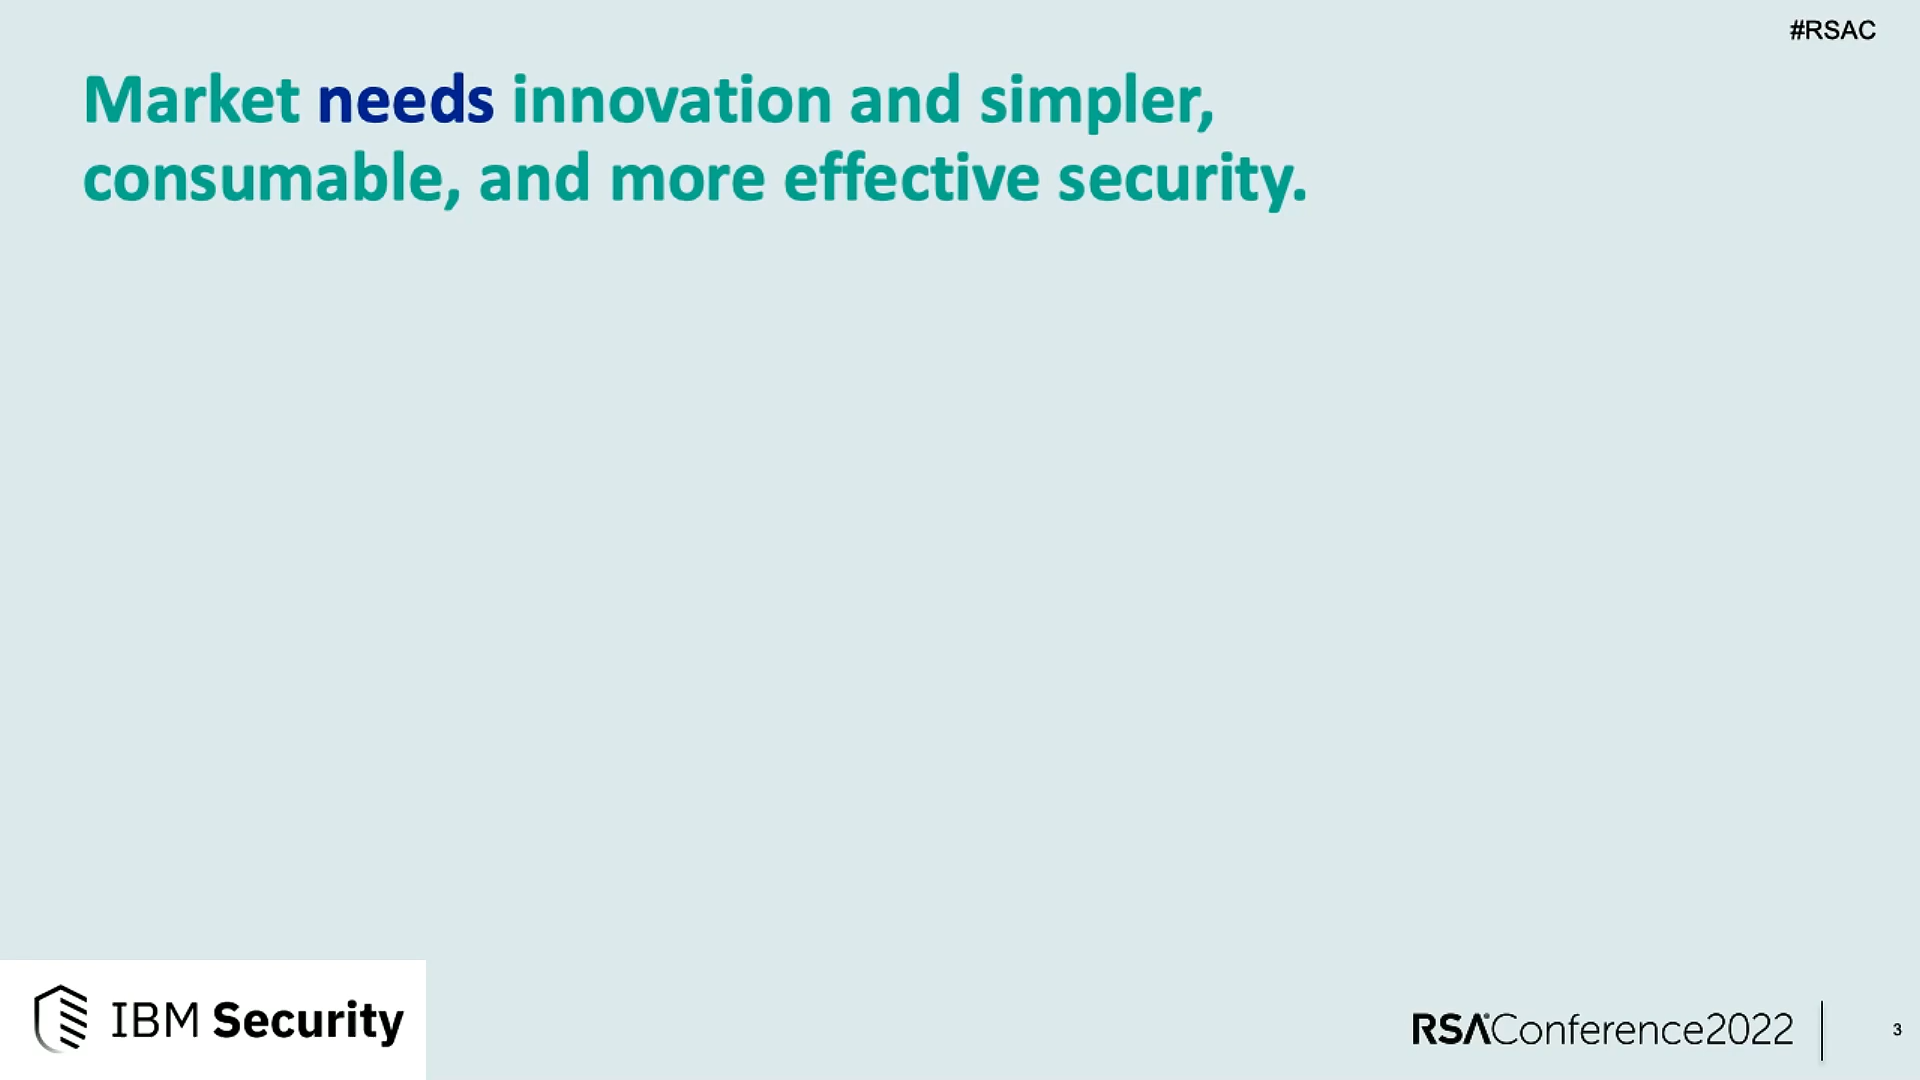 #RSAC
Market needs innovation and simpler,
consumable, and more effective security.
IBM Security
RSAConference2022
3